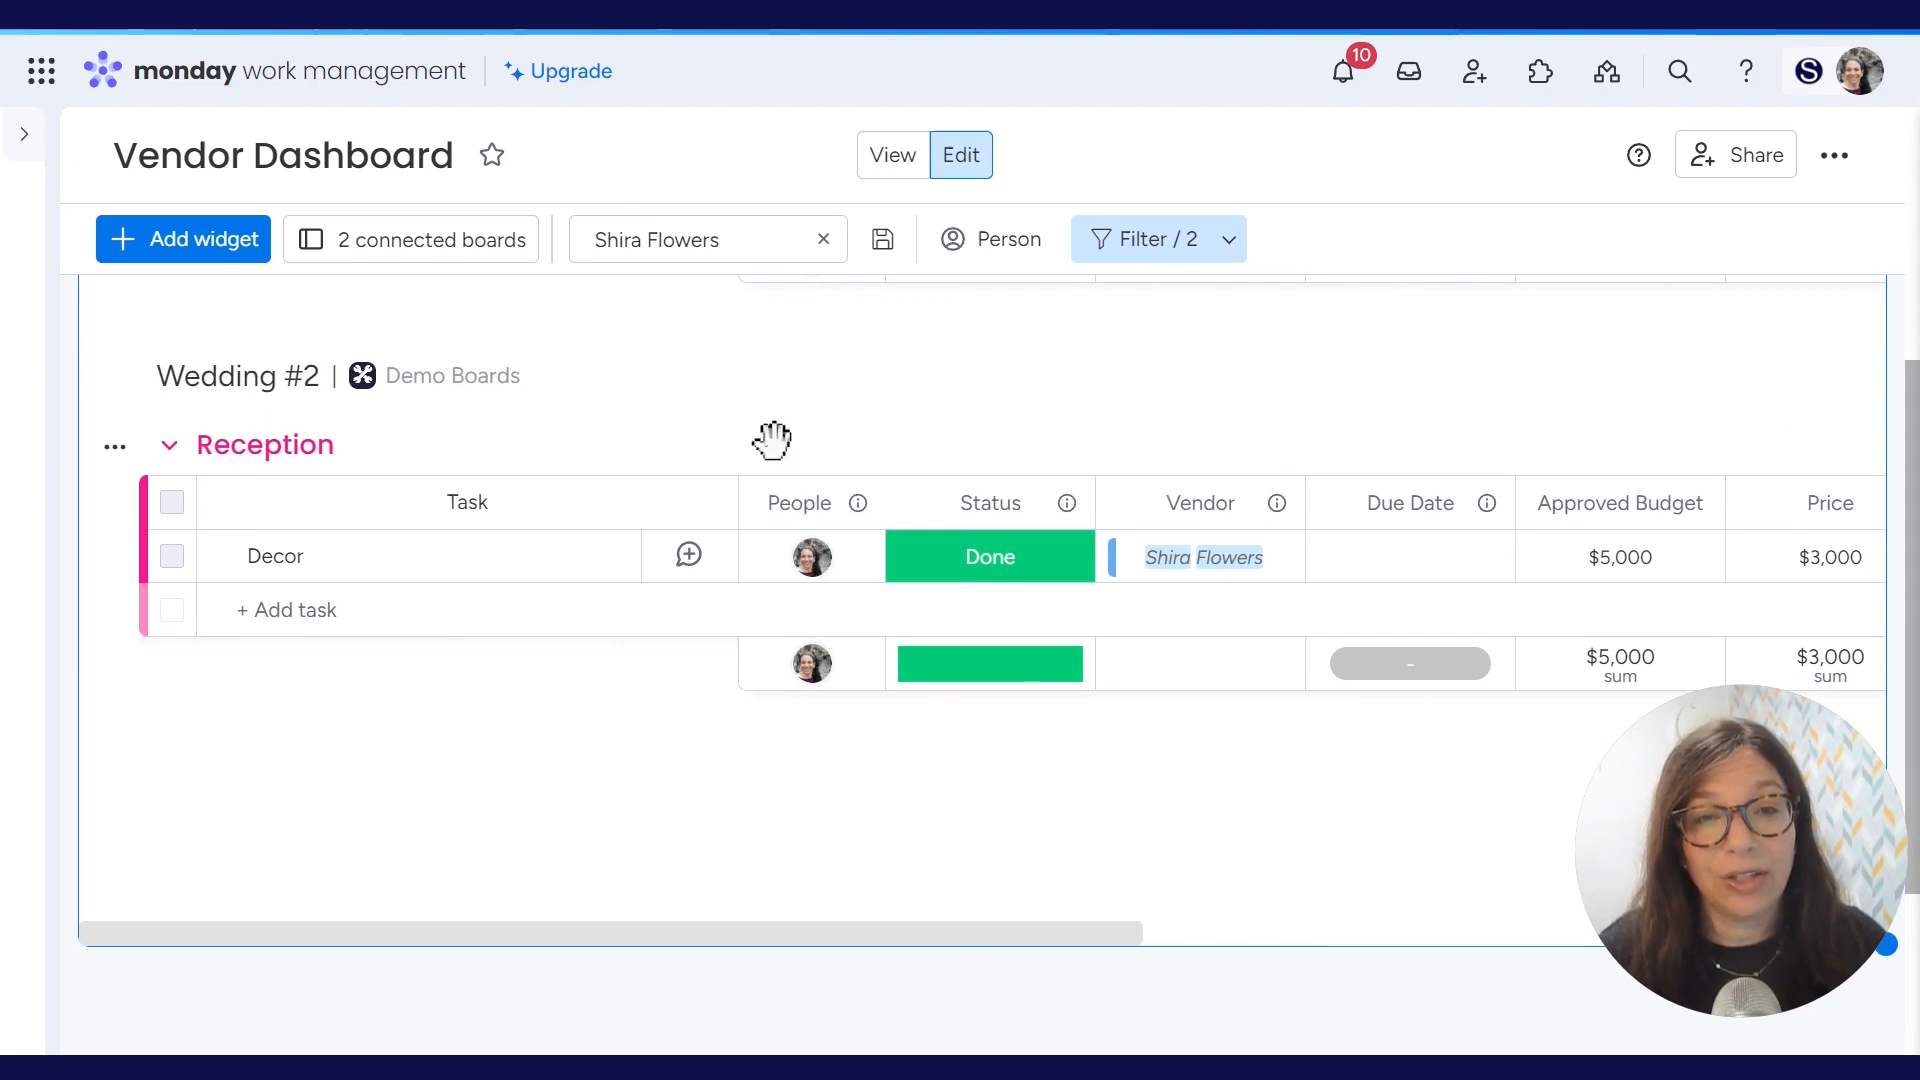 monday work management
Upgrade
10
S
Vendor Dashboard
View
Edit
Share
Add widget
2 connected boards
Shira Flowers
Person
Filter / 2
Wedding #2 |
Demo Boards
Reception
Task
People
Status
Vendor
Due Date
Approved Budget
Price
Decor
Done
Shira Flowers
$5,000
$3,000
+ Add task
-
$5,000
sum
$3,000
sum